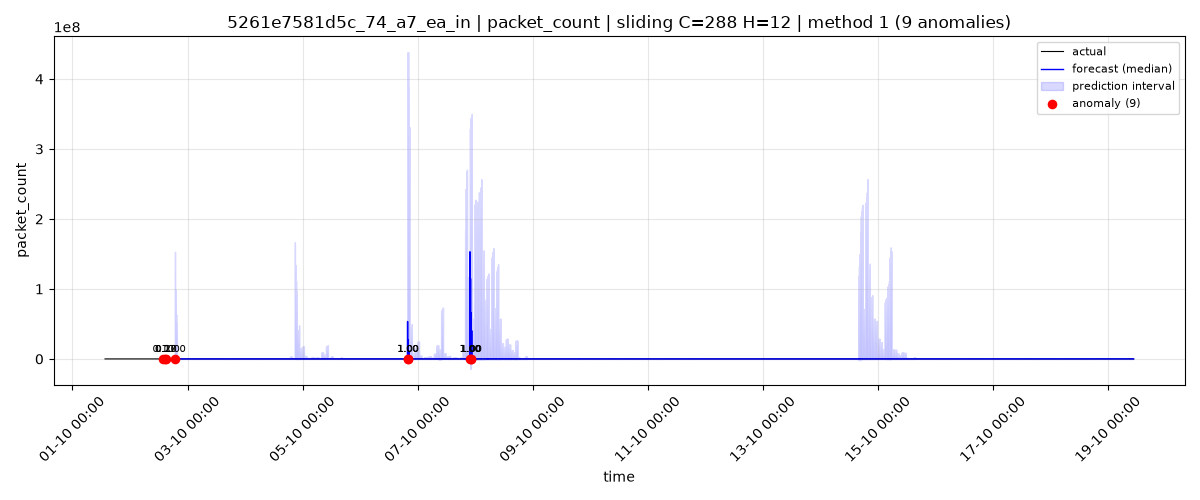 5261e7581d5c_74_a7_ea_in | packet_count | sliding C=288 H=12 | method 1 (9 anomalies)
1e8
actual
forecast (median)
prediction interval
anomaly (9)
4
3
2
1
0
packet_count
1.00
01-10 00:00
03-10 00:00
05-10 00:00
07-10 00:00
09-10 00:00
11-10 00:00
13-10 00:00
15-10 00:00
17-10 00:00
19-10 00:00
time